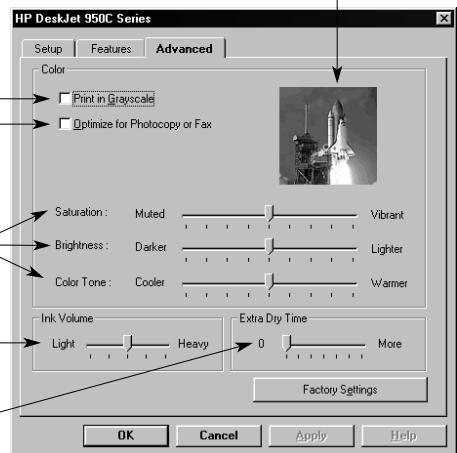 HP DeskJet 950C Series
Setup Features Advanced
Color
Print in Grayscale
Optimize for Photocopy or Fax
Saturation : Muted Vibrant
Brightness : Darker Lighter
Color Tone : Cooler Warmer
Ink Volume
Light Heavy
Extra Dry Time
0 More
Factory Settings
OK Cancel Apply Help